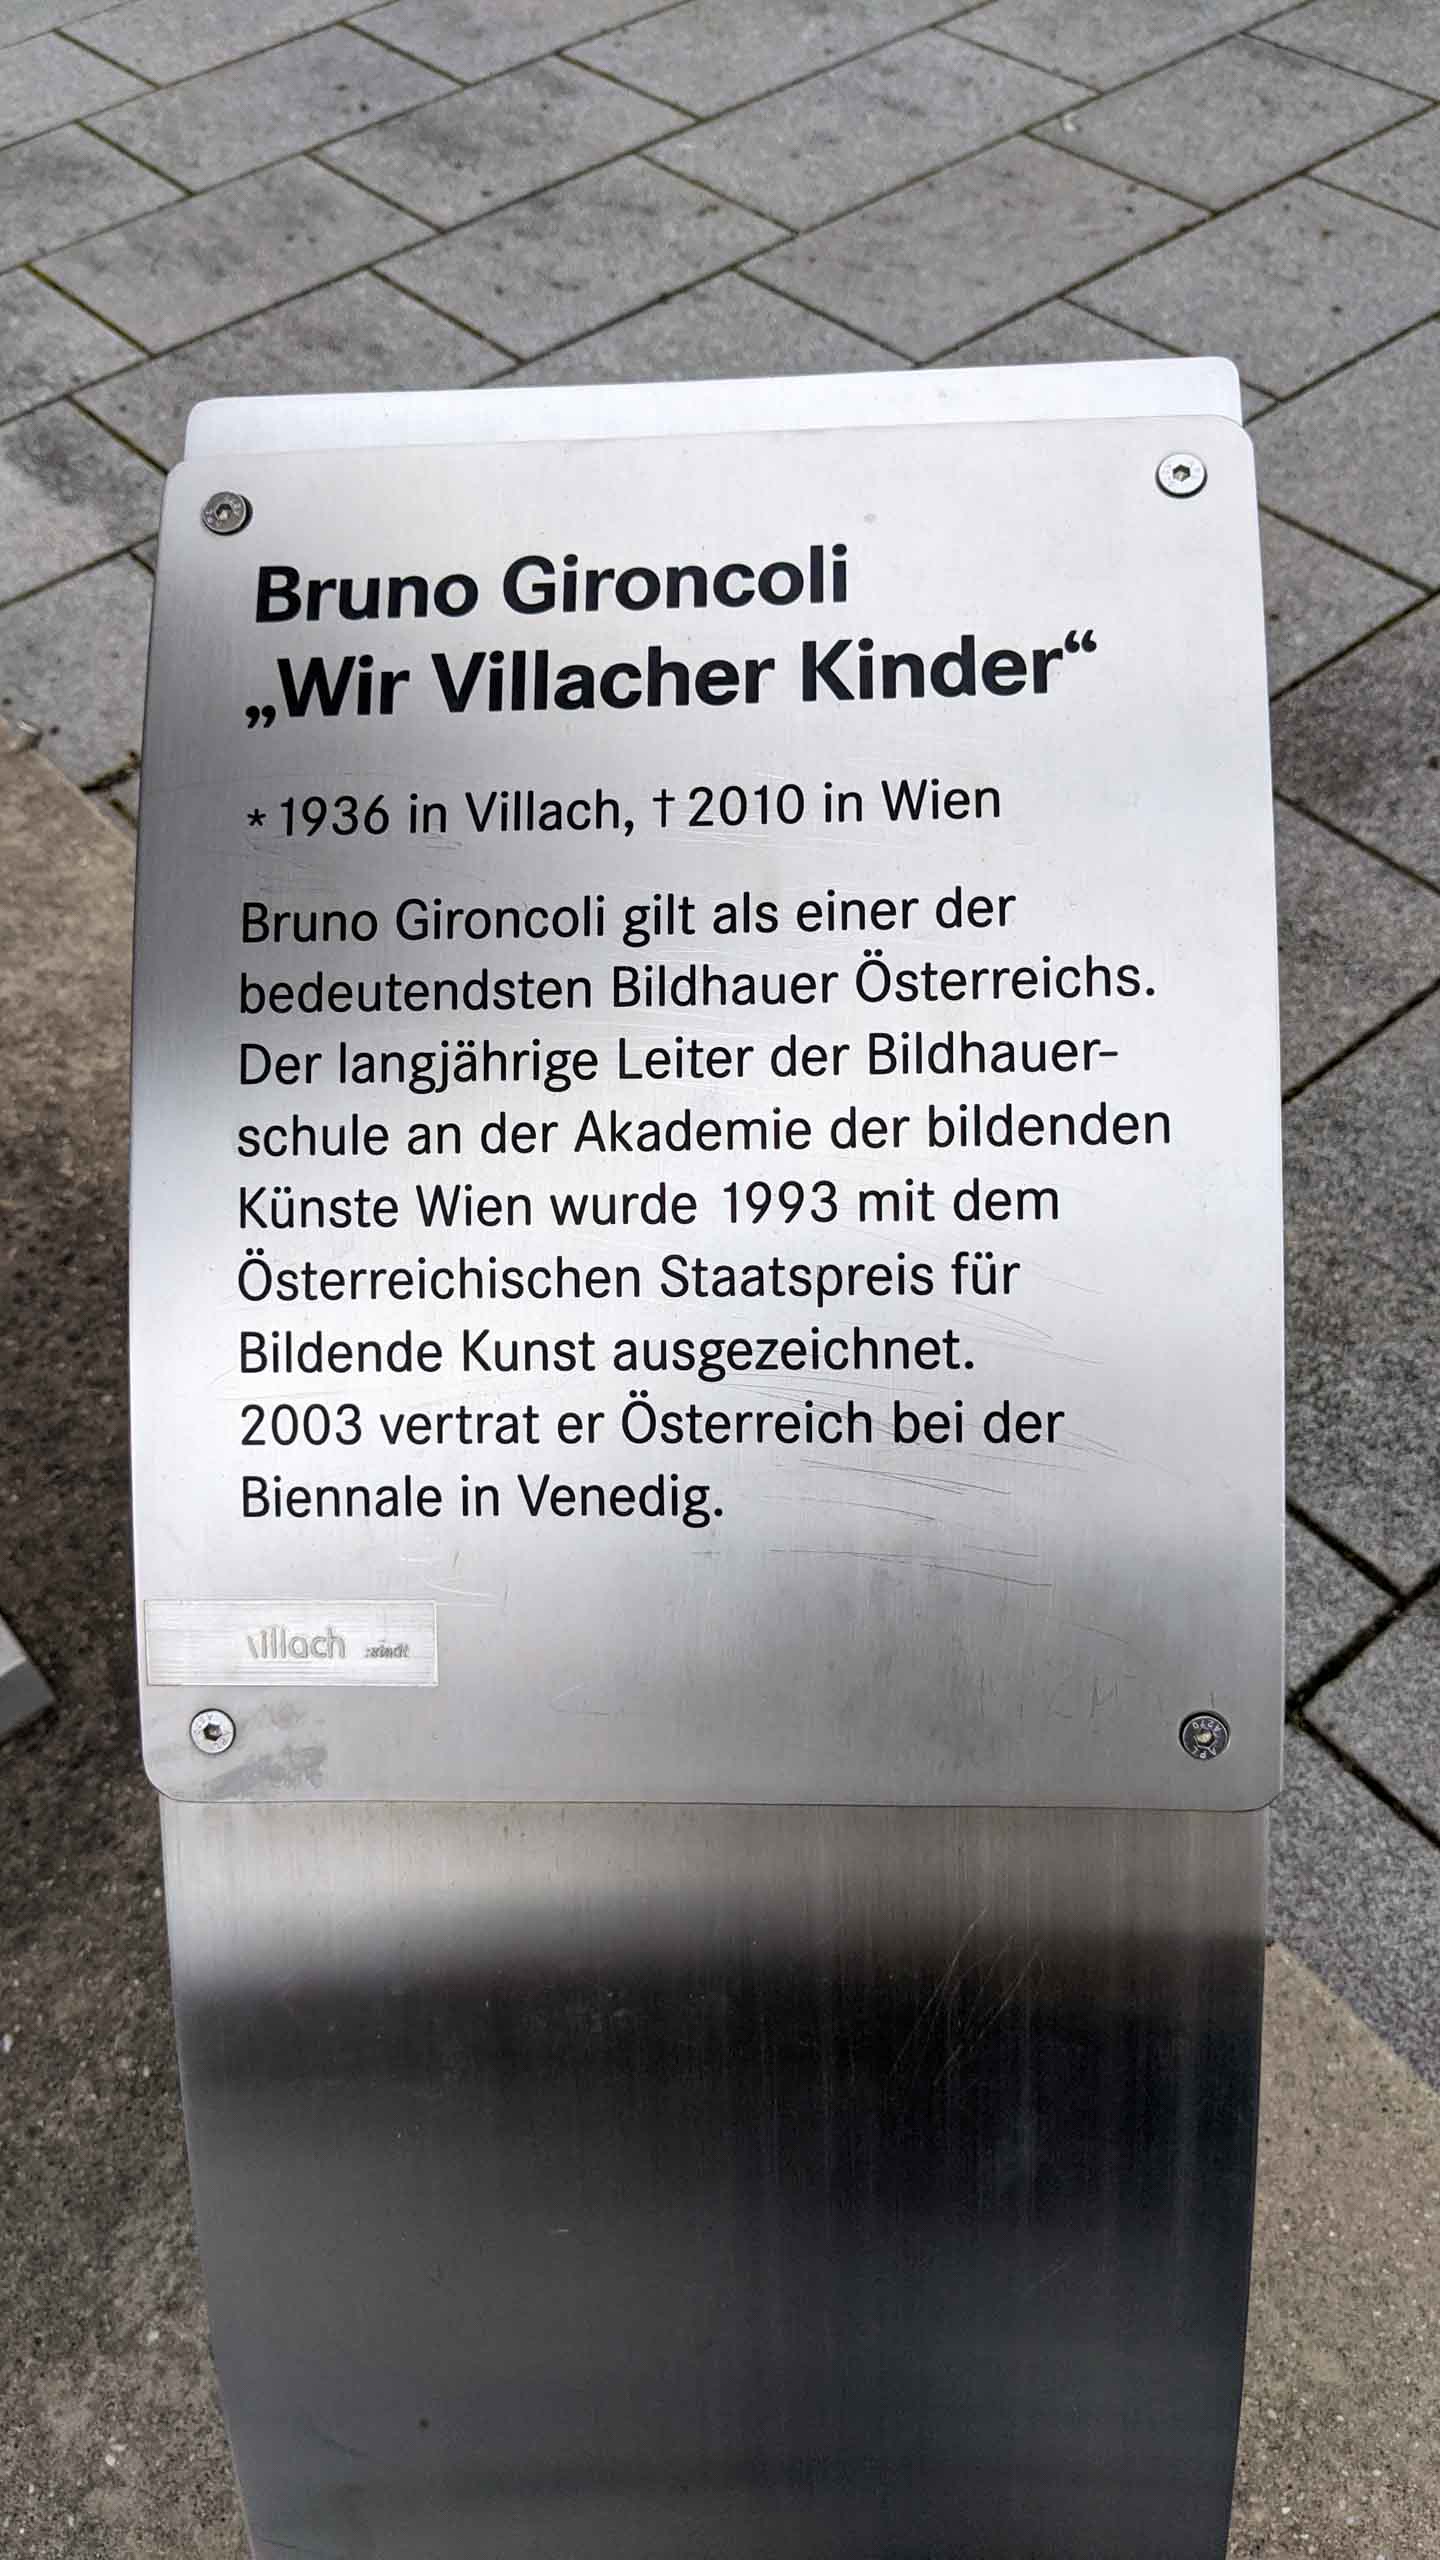 Bruno Gironcoli
„Wir Villacher Kinder“
* 1936 in Villach, † 2010 in Wien
Bruno Gironcoli gilt als einer der
bedeutendsten Bildhauer Österreichs.
Der langjährige Leiter der Bildhauer-
schule an der Akademie der bildenden
Künste Wien wurde 1993 mit dem
Österreichischen Staatspreis für
Bildende Kunst ausgezeichnet.
2003 vertrat er Österreich bei der
Biennale in Venedig.
villach